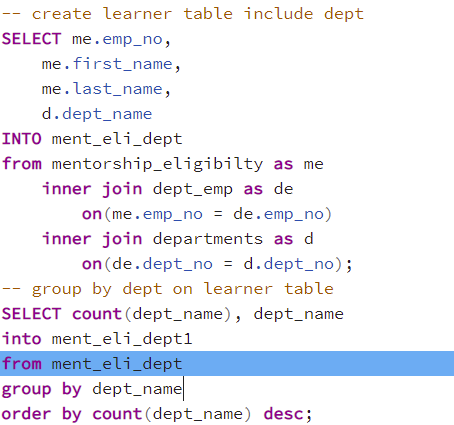 -- create learner table include dept
SELECT me.emp_no,
    me.first_name,
    me.last_name,
    d.dept_name
INTO ment_eli_dept
from mentorship_eligibilty as me
    inner join dept_emp as de
        on(me.emp_no = de.emp_no)
    inner join departments as d
        on(de.dept_no = d.dept_no);
-- group by dept on learner table
SELECT count(dept_name), dept_name
into ment_eli_dept1
from ment_eli_dept
group by dept_name
order by count(dept_name) desc;